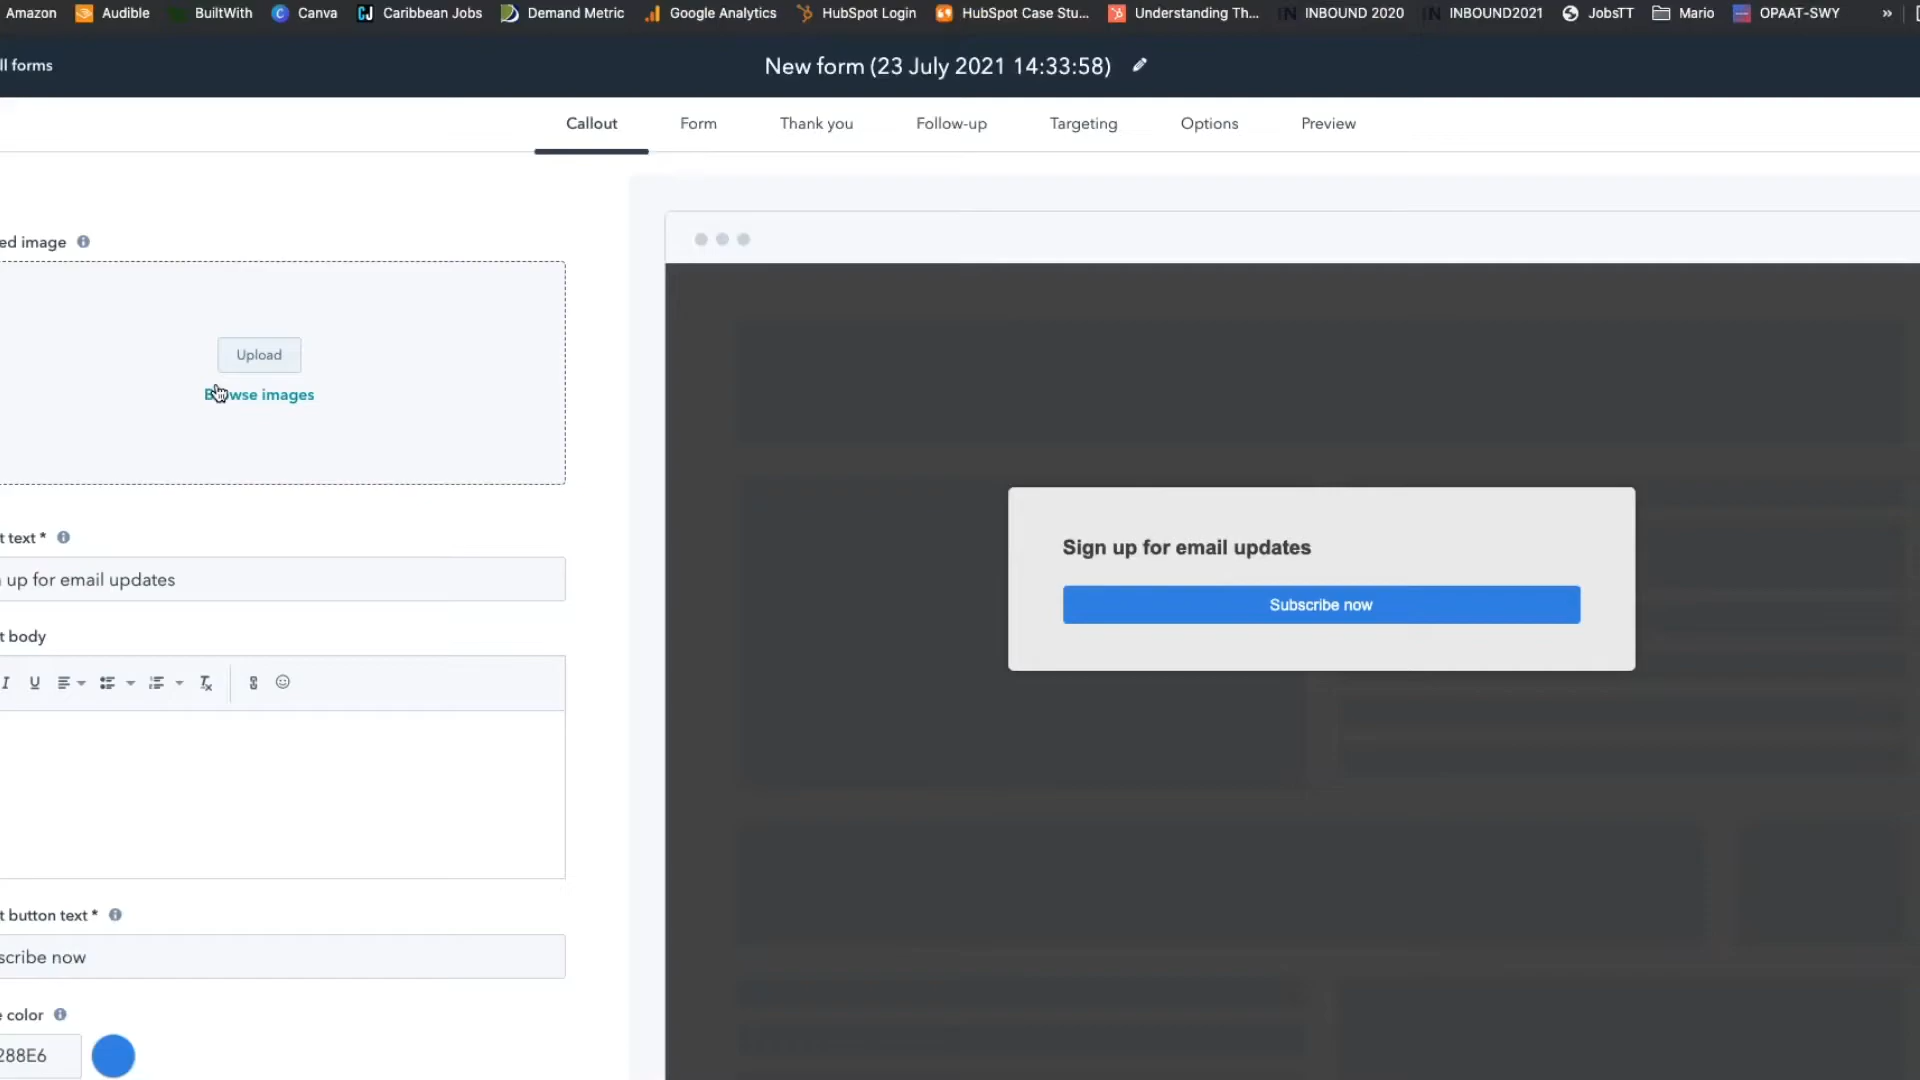 Amazon Audible BuiltWith Canva Caribbean Jobs Demand Metric Google Analytics HubSpot Login HubSpot Case Stu... Understanding Th... INBOUND 2020 INBOUND2021 JobsTT Mario OPAAT-SWY »
ll forms
New form (23 July 2021 14:33:58)
Callout Form Thank you Follow-up Targeting Options Preview
ed image
Upload
Browse images
t text *
up for email updates
t body
t button text *
scribe now
e color
288E6
Sign up for email updates
Subscribe now